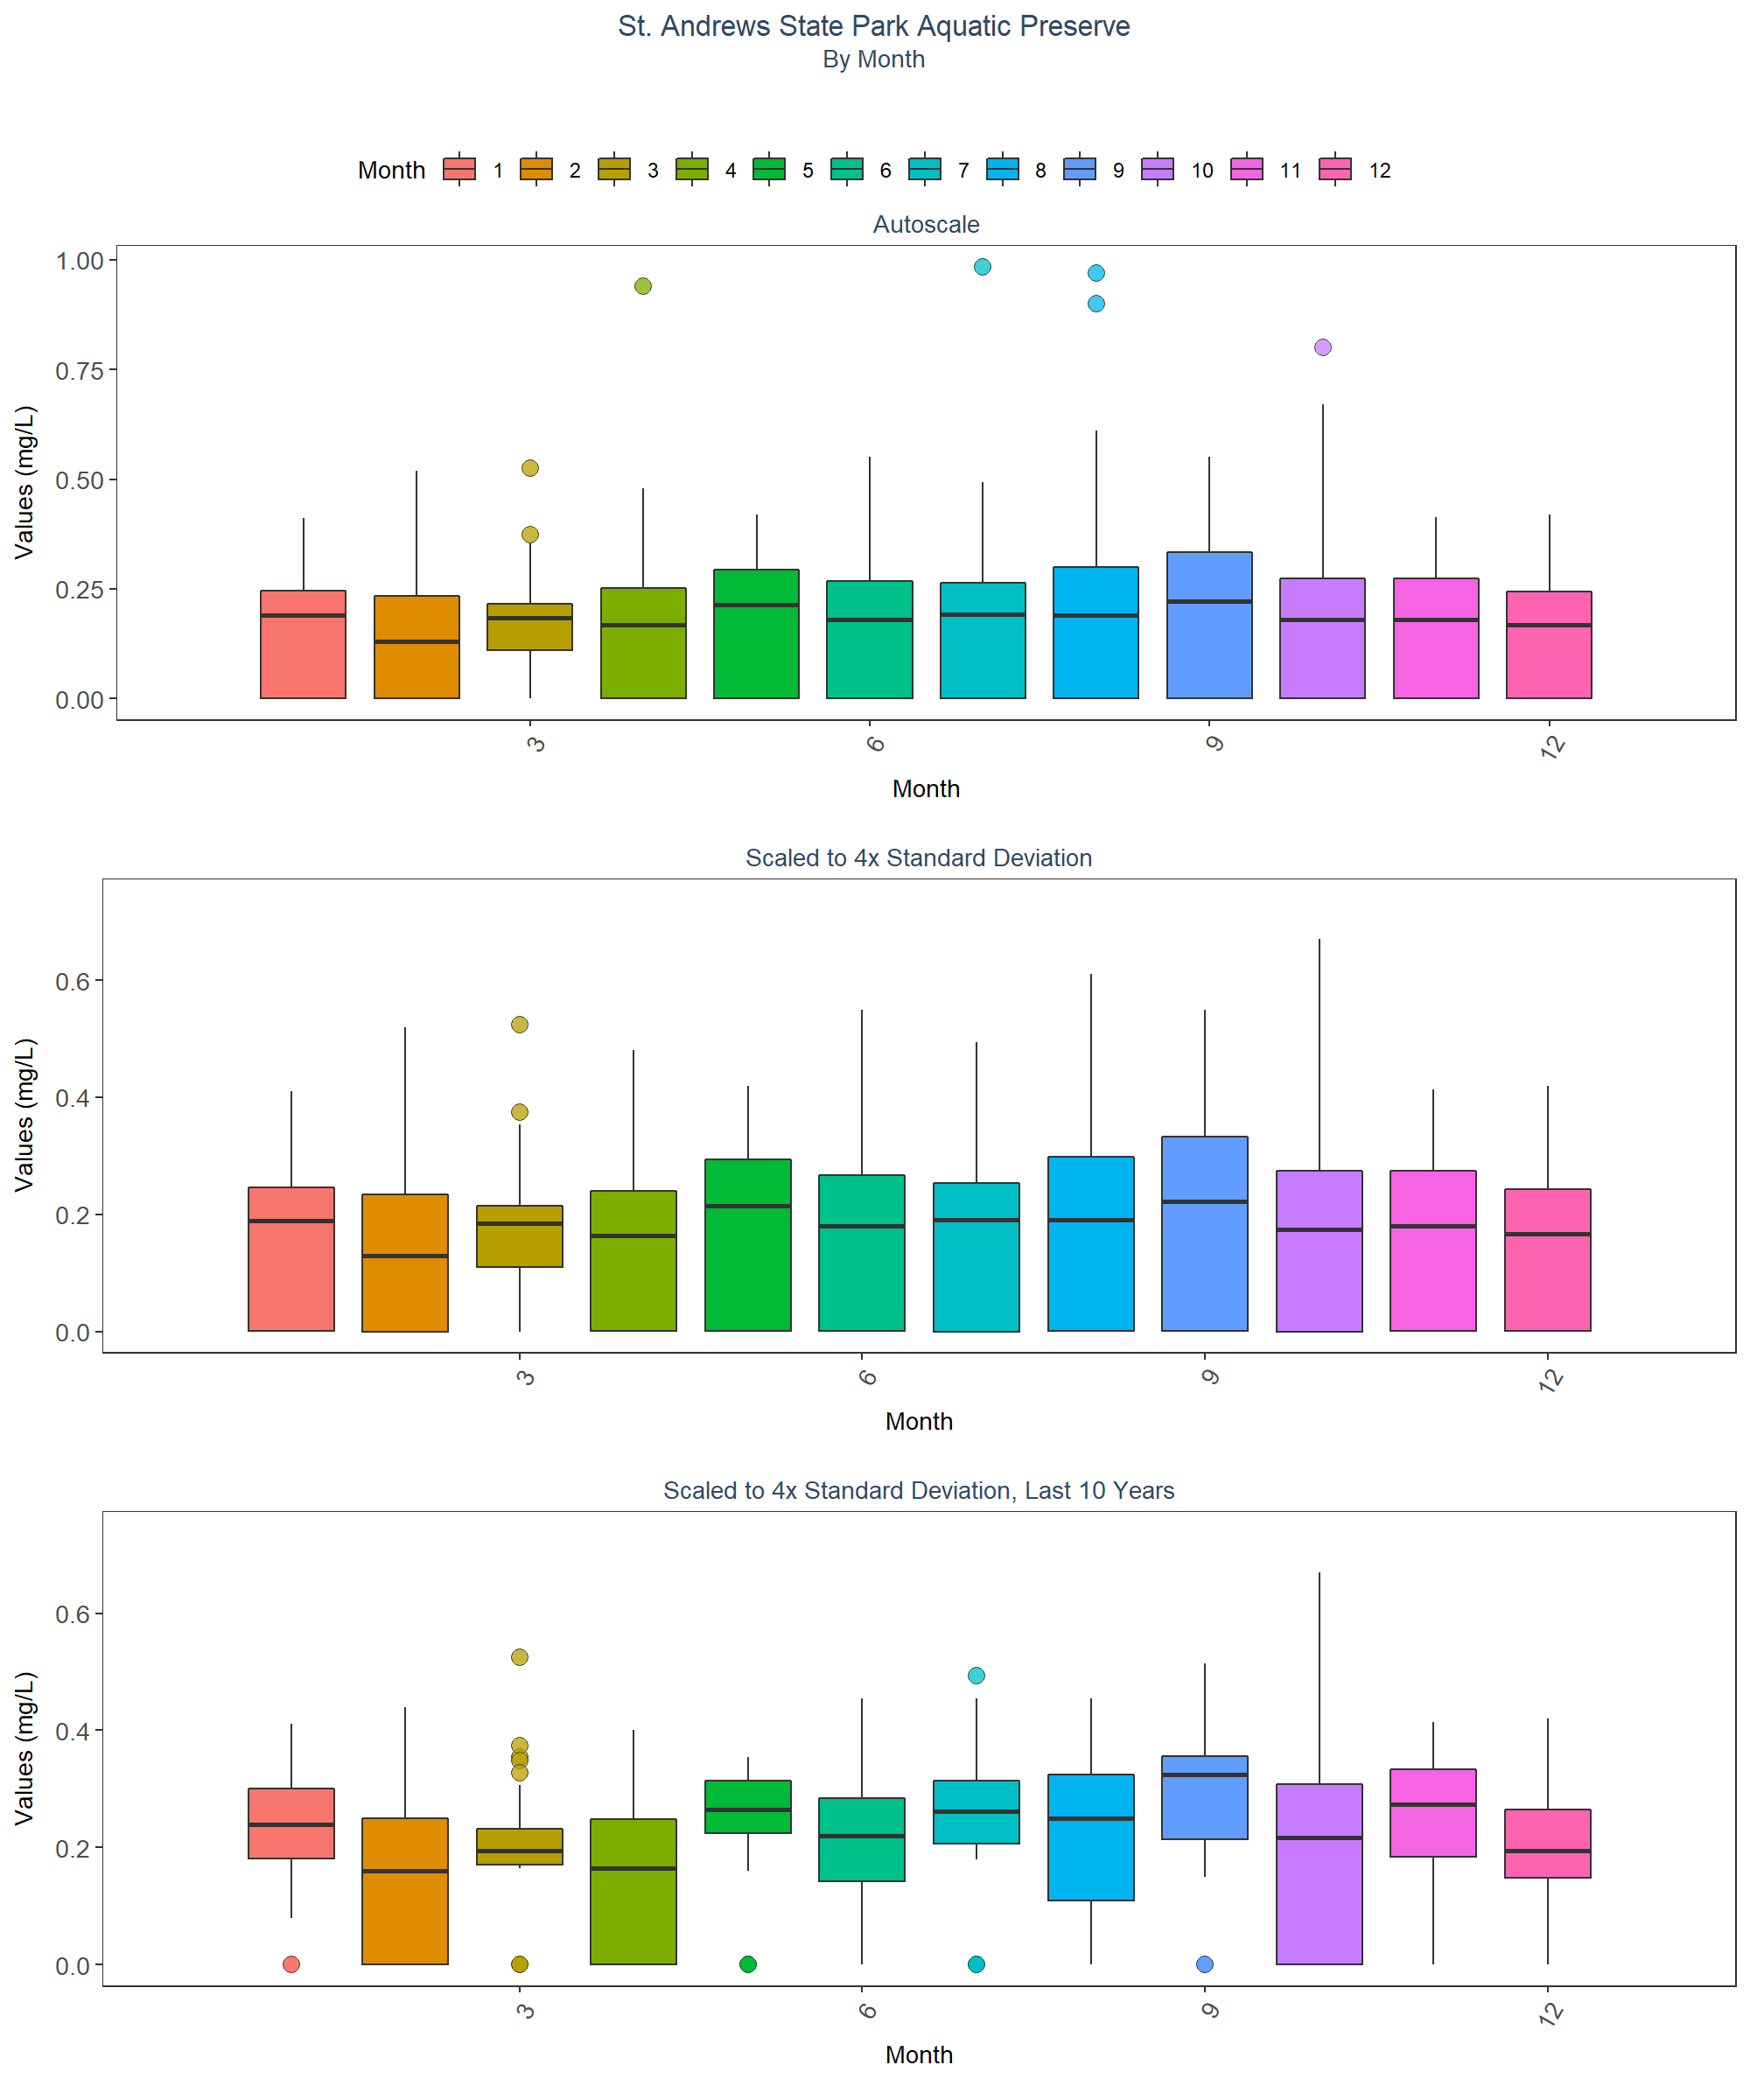 St. Andrews State Park Aquatic Preserve
By Month
Month 1 2 3 4 5 6 7 8 9 10 11 12
Autoscale
Values (mg/L)
1.00
0.75
0.50
0.25
0.00
3 6 9 12
Month
Scaled to 4x Standard Deviation
Values (mg/L)
0.6
0.4
0.2
0.0
3 6 9 12
Month
Scaled to 4x Standard Deviation, Last 10 Years
Values (mg/L)
0.6
0.4
0.2
0.0
3 6 9 12
Month